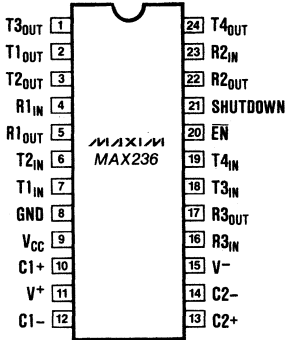 T3OUT 1 24 T4OUT
T1OUT 2 23 R2IN
T2OUT 3 22 R2OUT
R1IN 4 21 SHUTDOWN
R1OUT 5 20 EN
MAXIM
T2IN 6 19 T4IN
MAX236
T1IN 7 18 T3IN
GND 8 17 R3OUT
VCC 9 16 R3IN
C1+ 10 15 V−
V+ 11 14 C2−
C1− 12 13 C2+